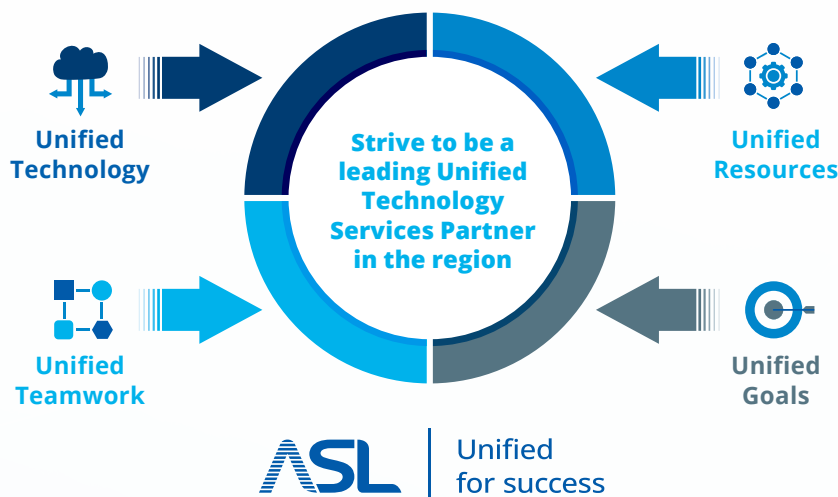 Unified
Technology
Strive to be a
leading Unified
Technology
Services Partner
in the region
Unified
Resources
Unified
Teamwork
Unified
Goals
ASL
Unified
for success